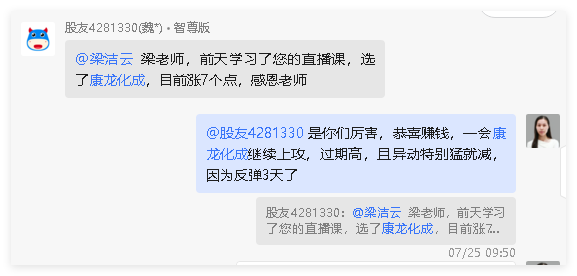 股友4281330(魏*)·智尊版
@梁洁云 梁老师，前天学习了您的直播课，选
了康龙化成，目前涨7个点，感恩老师
@股友4281330 是你们厉害，恭喜赚钱，一会康
龙化成继续上攻，过期高，且异动特别猛就减，
因为反弹3天了
股友4281330：@梁洁云 梁老师，前天学习
了您的直播课，选了康龙化成，目前涨7...
07/25 09:50